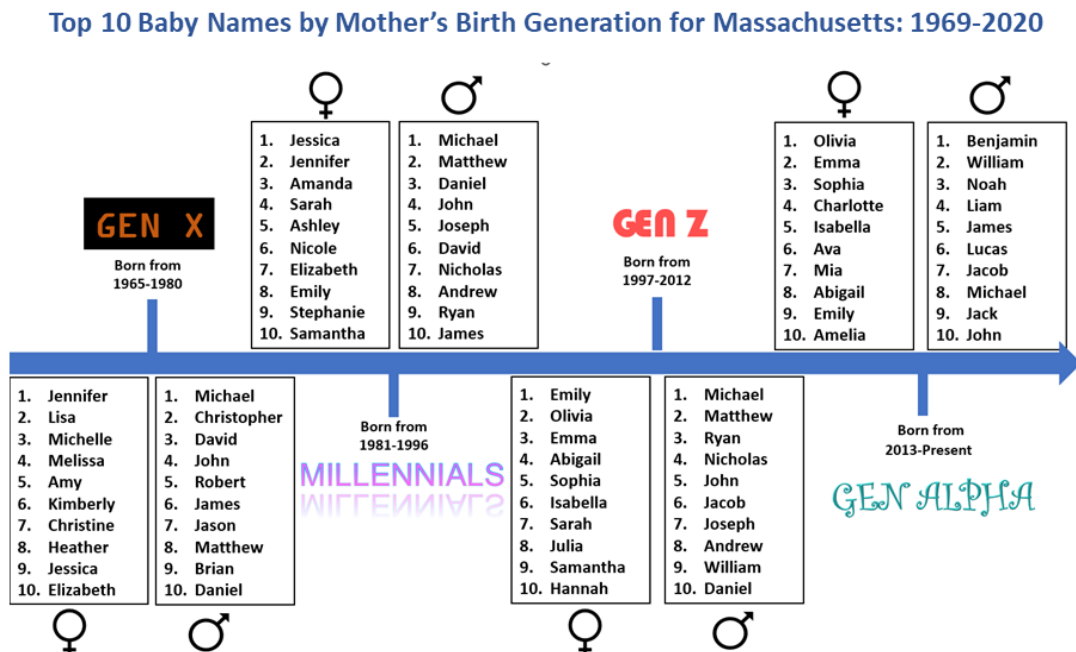 Top 10 Baby Names by Mother's Birth Generation for Massachusetts: 1969-2020
GEN X
Born from
1965-1980
1. Jennifer
2. Lisa
3. Michelle
4. Melissa
5. Amy
6. Kimberly
7. Christine
8. Heather
9. Jessica
10. Elizabeth
1. Michael
2. Christopher
3. David
4. John
5. Robert
6. James
7. Jason
8. Matthew
9. Brian
10. Daniel
1. Jessica
2. Jennifer
3. Amanda
4. Sarah
5. Ashley
6. Nicole
7. Elizabeth
8. Emily
9. Stephanie
10. Samantha
1. Michael
2. Matthew
3. Daniel
4. John
5. Joseph
6. David
7. Nicholas
8. Andrew
9. Ryan
10. James
Born from
1981-1996
MILLENNIALS
GEN Z
Born from
1997-2012
1. Emily
2. Olivia
3. Emma
4. Abigail
5. Sophia
6. Isabella
7. Sarah
8. Julia
9. Samantha
10. Hannah
1. Michael
2. Matthew
3. Ryan
4. Nicholas
5. John
6. Jacob
7. Joseph
8. Andrew
9. William
10. Daniel
1. Olivia
2. Emma
3. Sophia
4. Charlotte
5. Isabella
6. Ava
7. Mia
8. Abigail
9. Emily
10. Amelia
1. Benjamin
2. William
3. Noah
4. Liam
5. James
6. Lucas
7. Jacob
8. Michael
9. Jack
10. John
Born from
2013-Present
GEN ALPHA